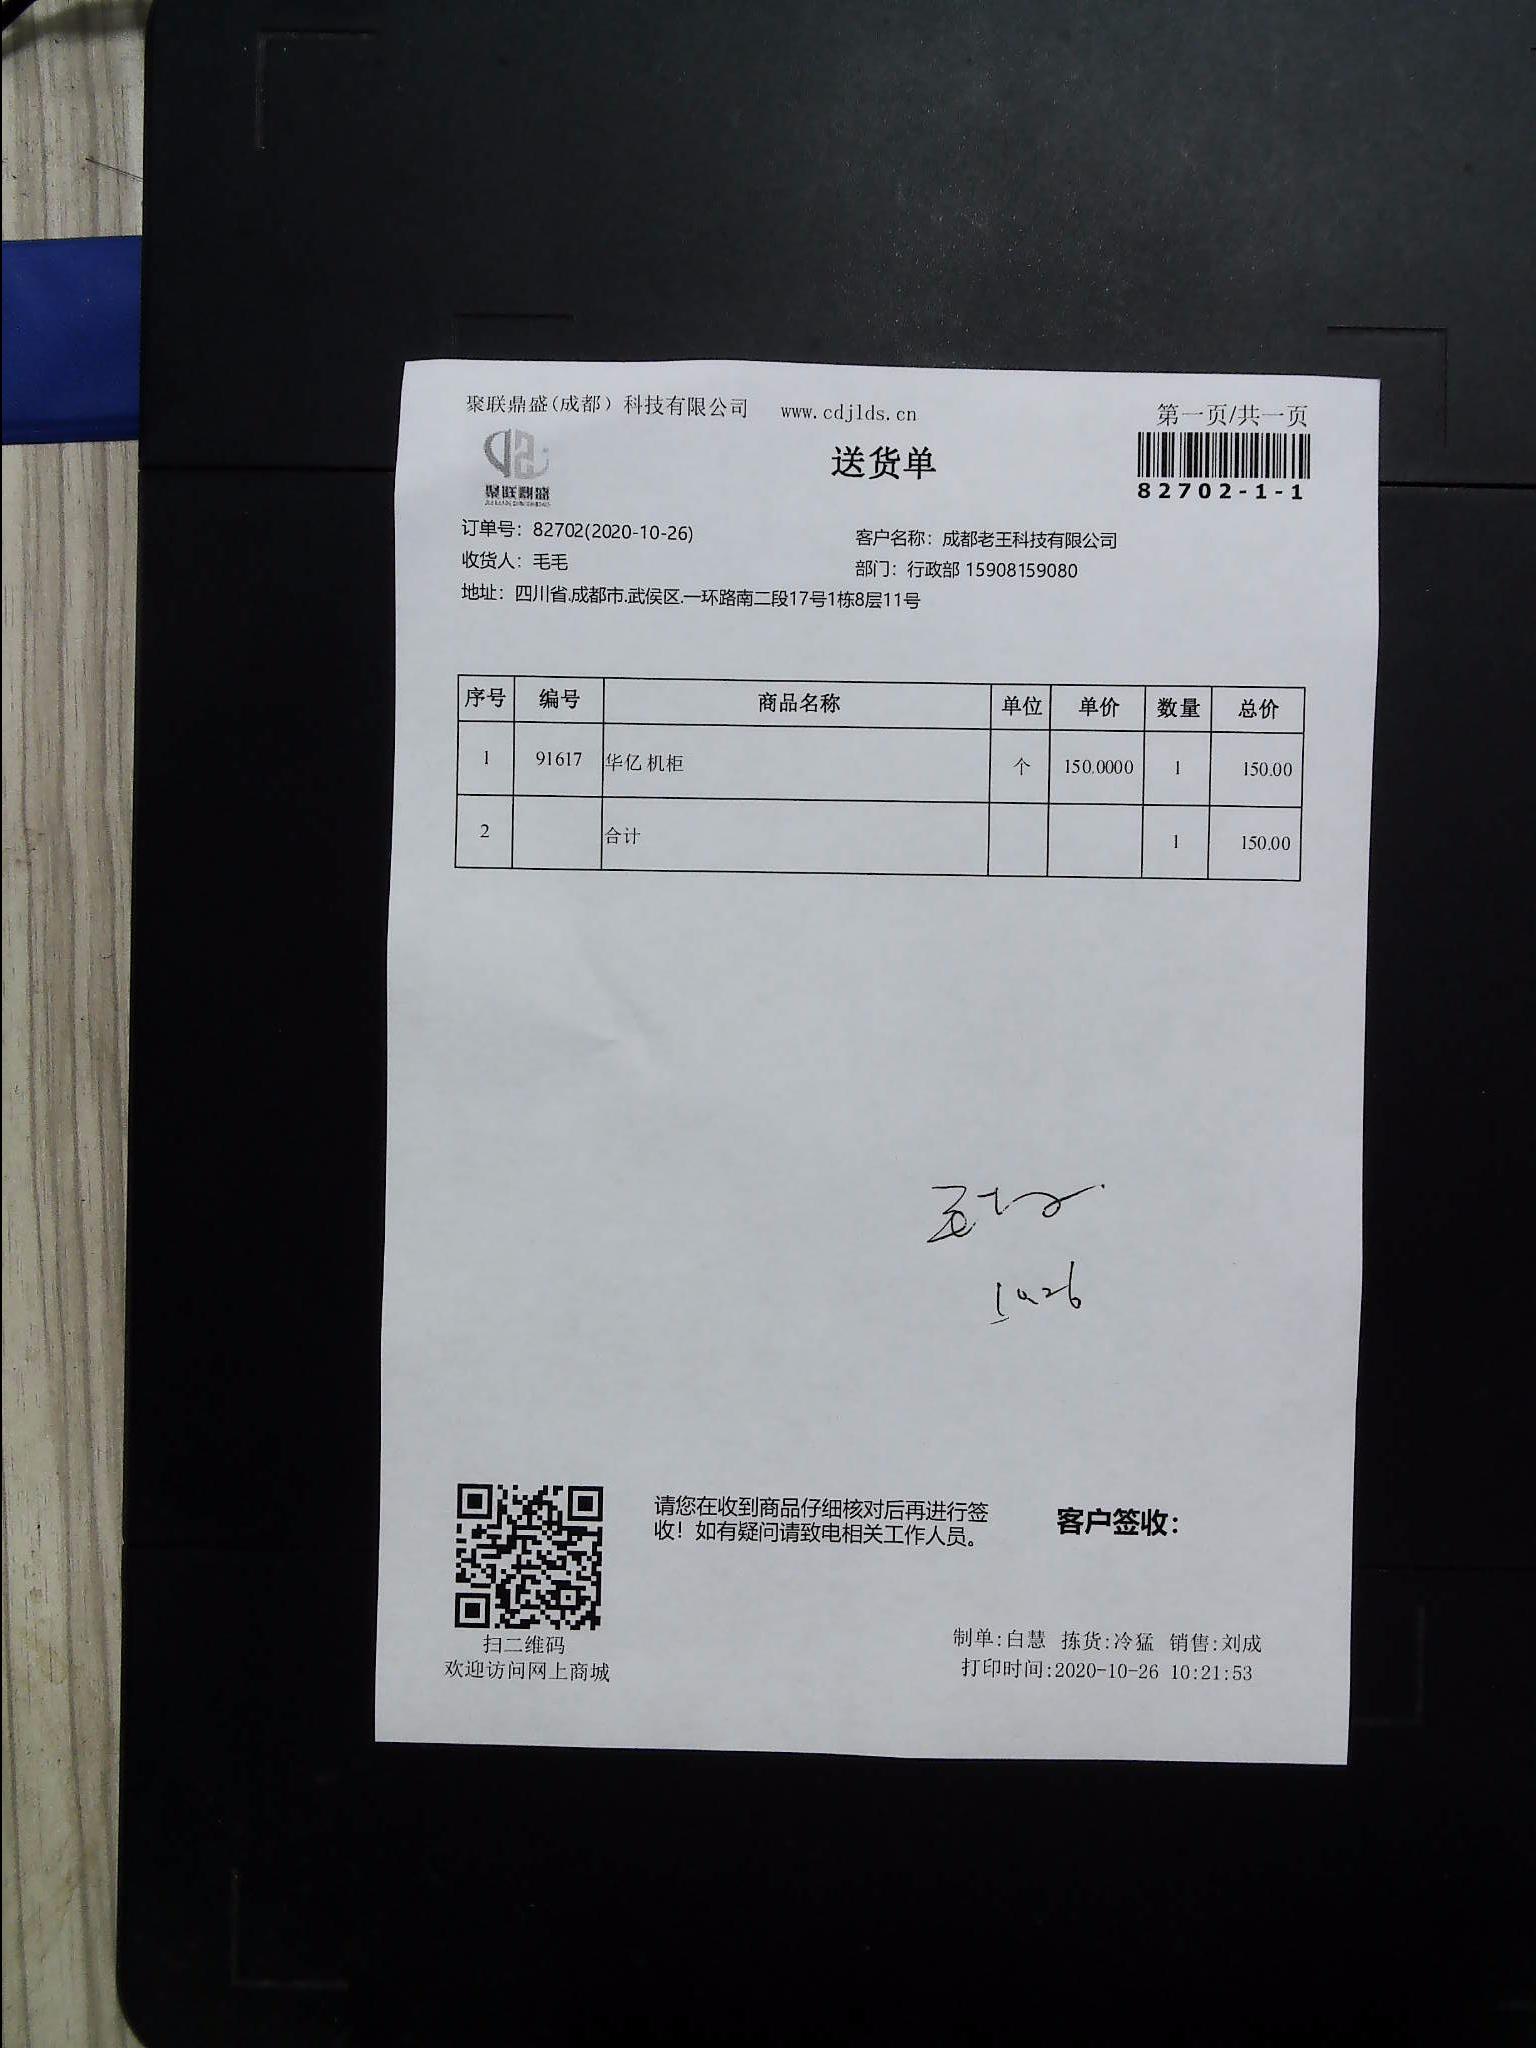 聚联鼎盛(成都）科技有限公司 www.cdjlds.cn 第一页/共一页
聚联鼎盛
送货单
82702-1-1
订单号：82702(2020-10-26) 客户名称：成都老王科技有限公司
收货人：毛毛 部门：行政部 15908159080
地址：四川省.成都市.武侯区.一环路南二段17号1栋8层11号
序号 编号 商品名称 单位 单价 数量 总价
1 91617 华亿 机柜 个 150.0000 1 150.00
2 合计 1 150.00
10.26
请您在收到商品仔细核对后再进行签
收！如有疑问请致电相关工作人员。
客户签收：
扫二维码
欢迎访问网上商城
制单:白慧 拣货:冷猛 销售:刘成
打印时间:2020-10-26 10:21:53